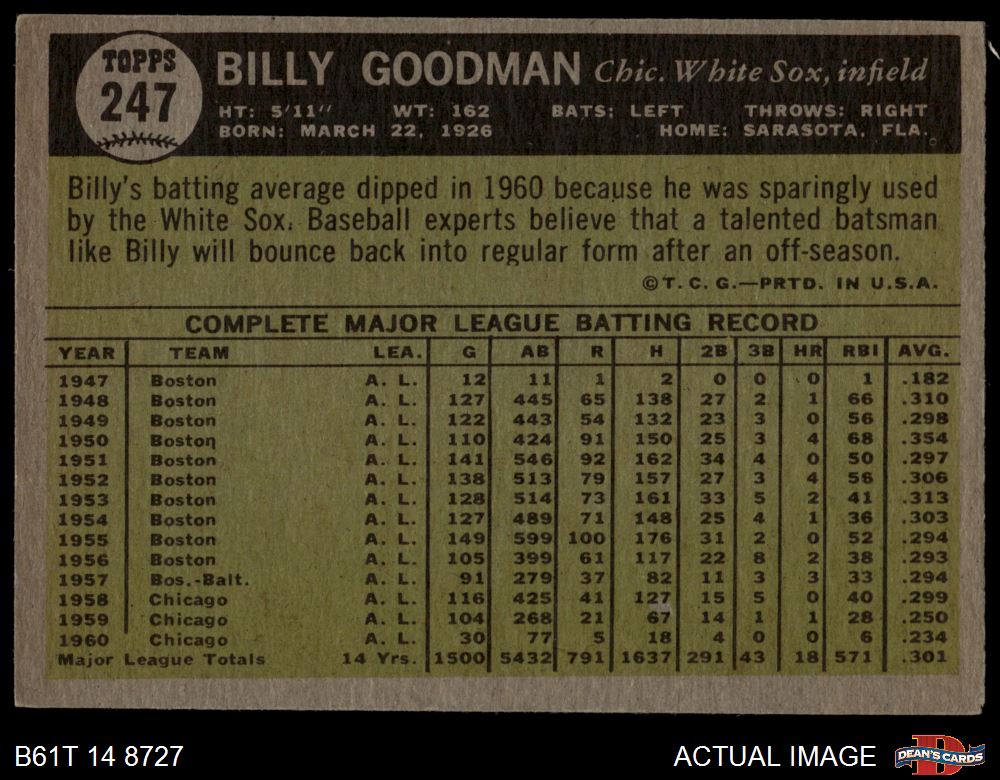 TOPPS
247
BILLY GOODMAN Chic. White Sox, infield
HT: 5'11" WT: 162 BATS: LEFT THROWS: RIGHT
BORN: MARCH 22, 1926 HOME: SARASOTA, FLA.
Billy's batting average dipped in 1960 because he was sparingly used
by the White Sox. Baseball experts believe that a talented batsman
like Billy will bounce back into regular form after an off-season.
©T. C. G.—PRTD. IN U.S.A.
COMPLETE MAJOR LEAGUE BATTING RECORD
YEAR TEAM LEA. G AB R H 2B 3B HR RBI AVG.
1947 Boston A. L. 12 11 1 2 0 0 0 1 .182
1948 Boston A. L. 127 445 65 138 27 2 1 66 .310
1949 Boston A. L. 122 443 54 132 23 3 0 56 .298
1950 Boston A. L. 110 424 91 150 25 3 4 68 .354
1951 Boston A. L. 141 546 92 162 34 4 0 50 .297
1952 Boston A. L. 138 513 79 157 27 3 4 56 .306
1953 Boston A. L. 128 514 73 161 33 5 2 41 .313
1954 Boston A. L. 127 489 71 148 25 4 1 36 .303
1955 Boston A. L. 149 599 100 176 31 2 0 52 .294
1956 Boston A. L. 105 399 61 117 22 8 2 38 .293
1957 Bos.-Balt. A. L. 91 279 37 82 11 3 3 33 .294
1958 Chicago A. L. 116 425 41 127 15 5 0 40 .299
1959 Chicago A. L. 104 268 21 67 14 1 1 28 .250
1960 Chicago A. L. 30 77 5 18 4 0 0 6 .234
Major League Totals 14 Yrs. 1500 5432 791 1637 291 43 18 571 .301
B61T 14 8727 ACTUAL IMAGE DEAN'S CARDS